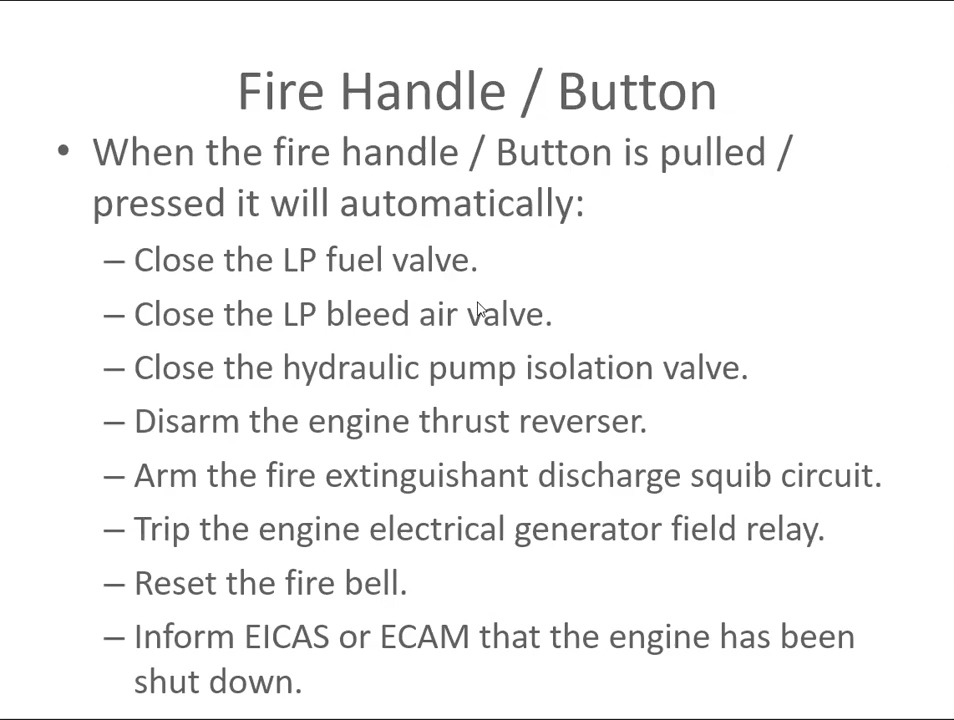 Fire Handle / Button
• When the fire handle / Button is pulled /
pressed it will automatically:
– Close the LP fuel valve.
– Close the LP bleed air valve.
– Close the hydraulic pump isolation valve.
– Disarm the engine thrust reverser.
– Arm the fire extinguishant discharge squib circuit.
– Trip the engine electrical generator field relay.
– Reset the fire bell.
– Inform EICAS or ECAM that the engine has been
shut down.